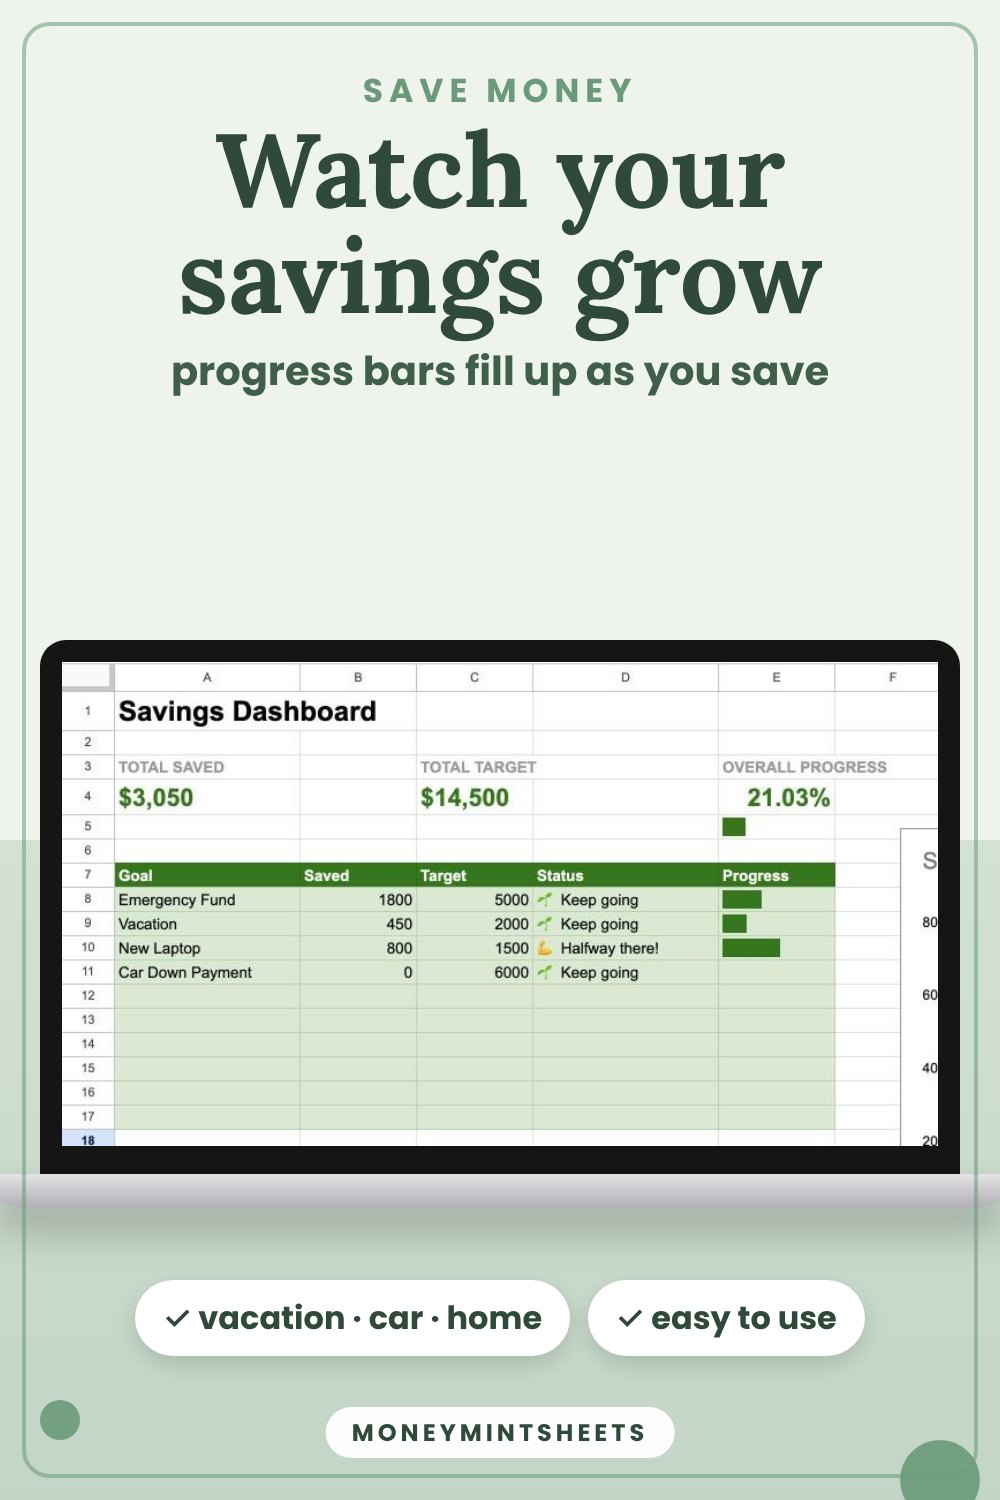 SAVE MONEY
Watch your
savings grow
progress bars fill up as you save
A B C D E F
1 Savings Dashboard
2
3 TOTAL SAVED TOTAL TARGET OVERALL PROGRESS
4 $3,050 $14,500 21.03%
5
6
S
7 Goal Saved Target Status Progress
8 Emergency Fund 1800 5000 🌱 Keep going
9 Vacation 450 2000 🌱 Keep going 80
10 New Laptop 800 1500 💪 Halfway there!
11 Car Down Payment 0 6000 🌱 Keep going
12 60
13
14
15 40
16
17
18 20
✓ vacation · car · home ✓ easy to use
MONEYMINTSHEETS